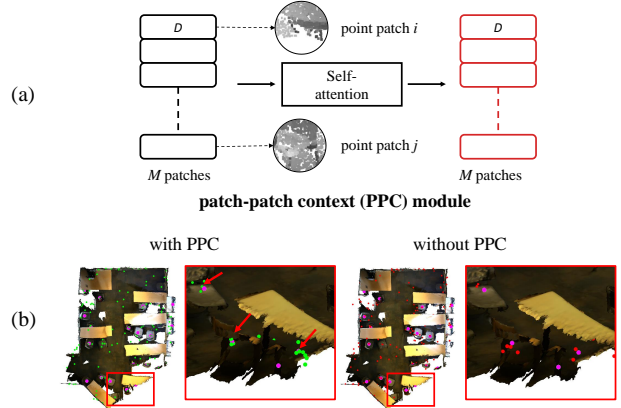 (a)
D
point patch i
D
Self-
attention
point patch j
M patches
M patches
patch-patch context (PPC) module
with PPC
without PPC
(b)